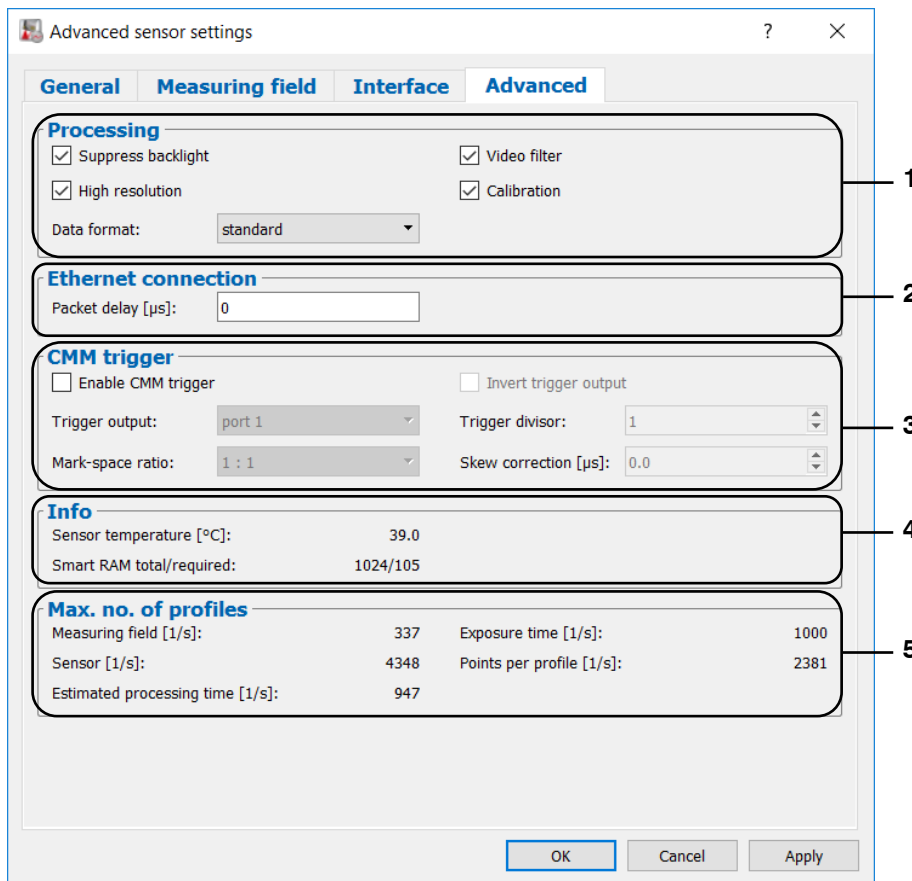 Advanced sensor settings ? ×
General Measuring field Interface Advanced
Processing
Suppress backlight Video filter
1
High resolution Calibration
Data format: standard
Ethernet connection
2
Packet delay [µs]: 0
CMM trigger
Enable CMM trigger Invert trigger output
Trigger output: port 1 Trigger divisor: 1
3
Mark-space ratio: 1 : 1 Skew correction [µs]: 0.0
Info
Sensor temperature [°C]: 39.0
4
Smart RAM total/required: 1024/105
Max. no. of profiles
Measuring field [1/s]: 337 Exposure time [1/s]: 1000
5
Sensor [1/s]: 4348 Points per profile [1/s]: 2381
Estimated processing time [1/s]: 947
OK Cancel Apply